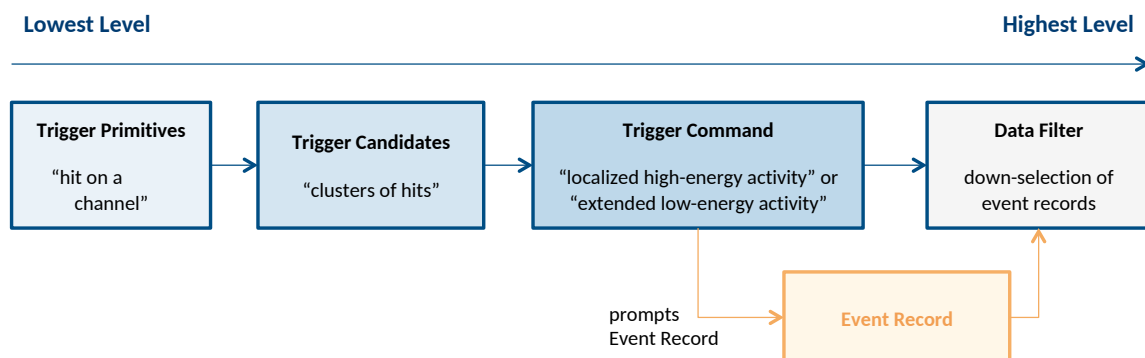 Lowest Level
Highest Level
Trigger Primitives
“hit on a
channel”
Trigger Candidates
“clusters of hits”
Trigger Command
“localized high-energy activity” or
“extended low-energy activity”
Data Filter
down-selection of
event records
prompts
Event Record
Event Record